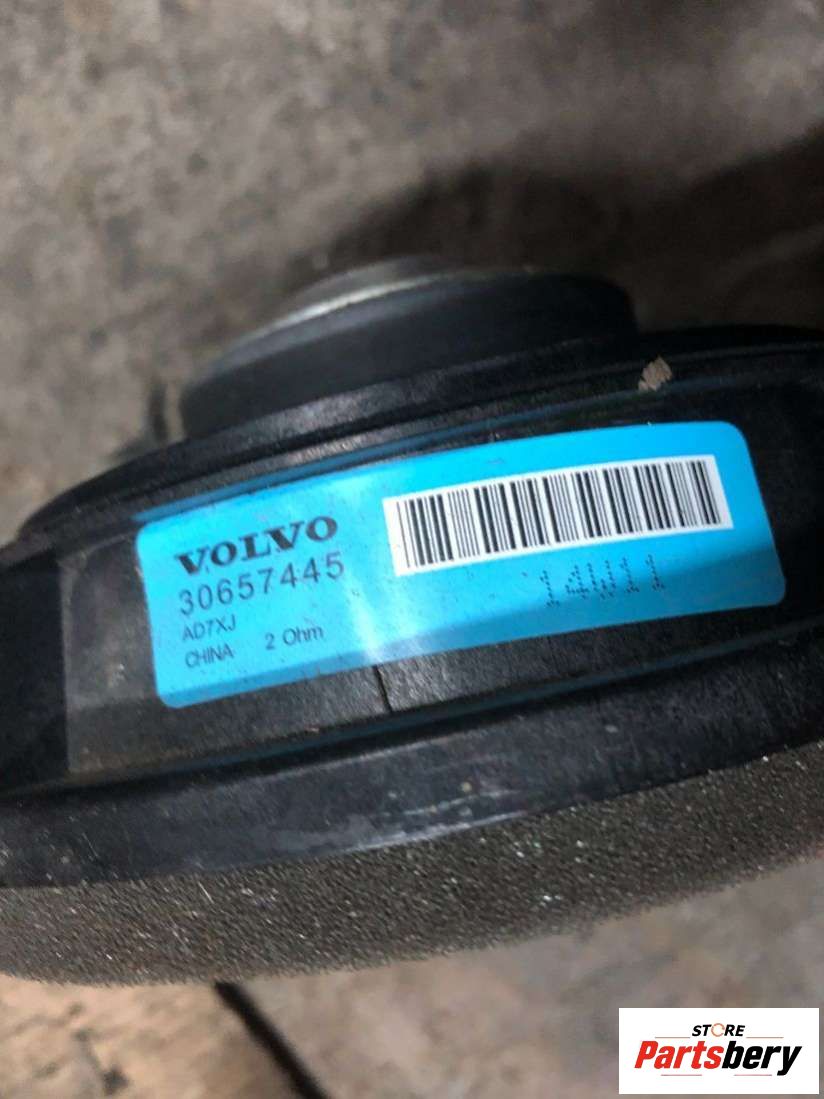 VOLVO
30657445
AD7XJ
CHINA 2 Ohm
STORE
Partsbery